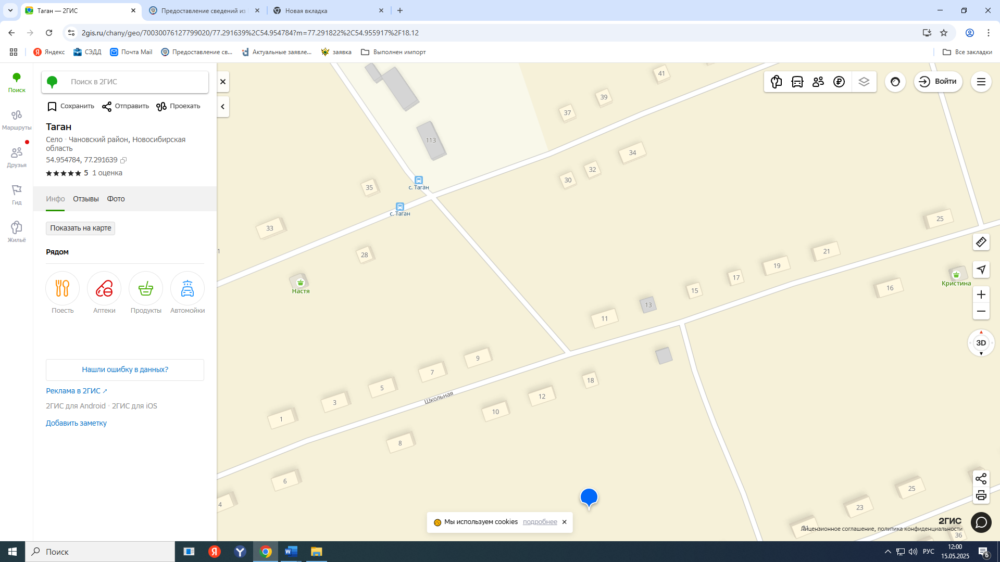 Таган — 2ГИС
Предоставление сведений из
Новая вкладка
2gis.ru/chany/geo/70030076127799020/77.291639%2C54.954784?m=77.291822%2C54.955917%2F18.12
Яндекс
СЭДД
Почта Mail
Предоставление св...
Актуальные заявле...
заявка
Выполнен импорт
Все закладки
Поиск
Маршруты
Друзья
Гид
Жильё
Поиск в 2ГИС
Сохранить
Отправить
Проехать
Таган
Село · Чановский район, Новосибирская
область
54.954784, 77.291639
5 1 оценка
Инфо
Отзывы
Фото
Показать на карте
Рядом
Поесть
Аптеки
Продукты
Автомойки
Нашли ошибку в данных?
Реклама в 2ГИС
2ГИС для Android · 2ГИС для iOS
Добавить заметку
Войти
41
39
37
113
34
32
30
35
с. Таган
с. Таган
33
28
1
Настя
25
21
19
17
15
13
11
16
Кристина
9
7
5
3
1
Школьная
18
12
10
8
6
4
25
23
21
36
3D
Мы используем cookies подробнее
2ГИС
Лицензионное соглашение, политика конфиденциальности
Поиск
РУС
12:00
15.05.2025
6